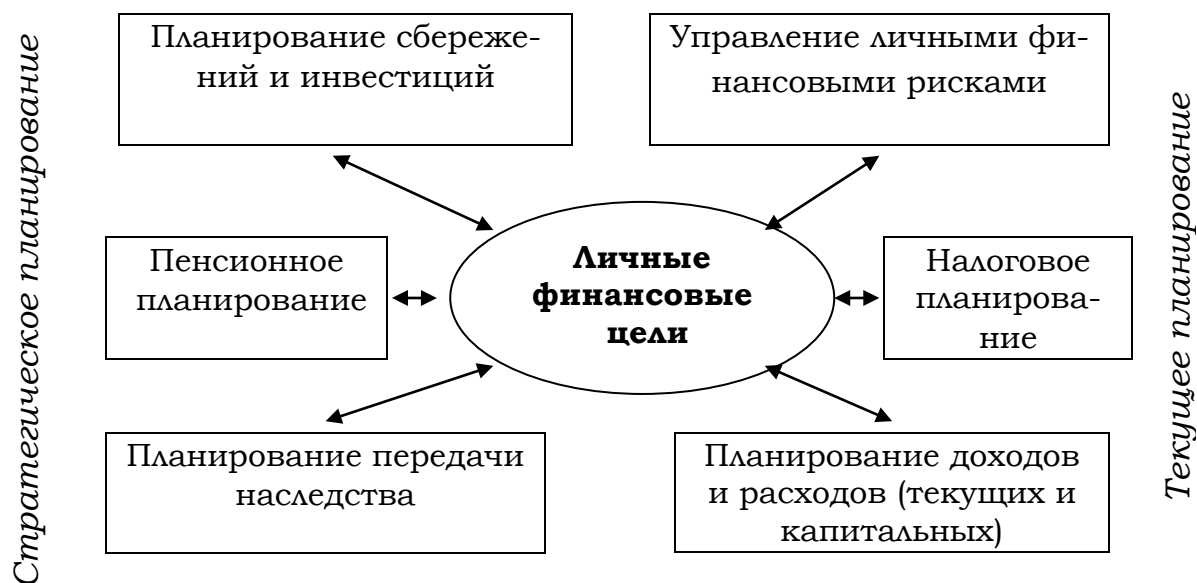 Стратегическое планирование
Планирование сбереже-
ний и инвестиций
Управление личными фи-
нансовыми рисками
Пенсионное
планирование
Личные
финансовые
цели
Налоговое
планирова-
ние
Планирование передачи
наследства
Планирование доходов
и расходов (текущих и
капитальных)
Текущее планирование